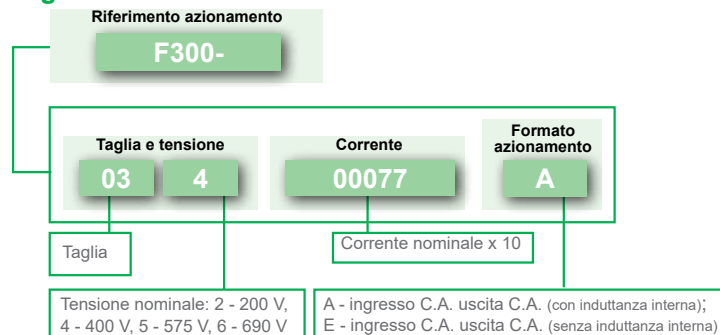 Riferimento azionamento
F300-
Taglia e tensione
Corrente
Formato
azionamento
03
4
00077
A
Taglia
Corrente nominale x 10
Tensione nominale: 2 - 200 V,
4 - 400 V, 5 - 575 V, 6 - 690 V
A - ingresso C.A. uscita C.A. (con induttanza interna);
E - ingresso C.A. uscita C.A. (senza induttanza interna)